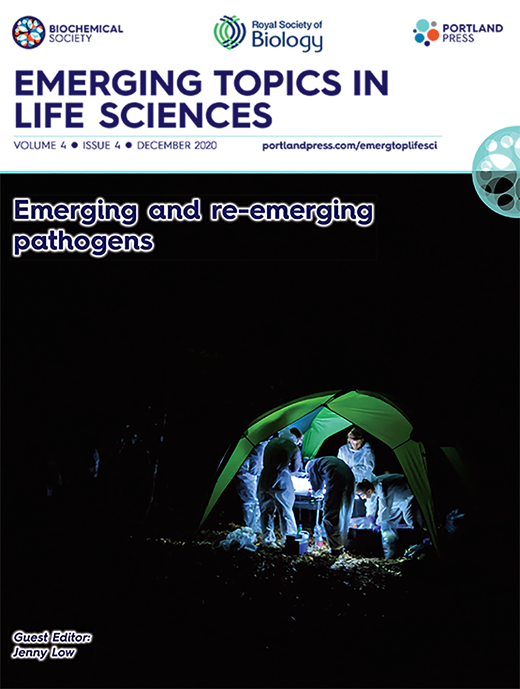 BIOCHEMICAL
SOCIETY
Royal Society of
Biology
PORTLAND
PRESS
EMERGING TOPICS IN
LIFE SCIENCES
VOLUME 4 ● ISSUE 4 ● DECEMBER 2020
portlandpress.com/emergtoplifesci
Emerging and re-emerging
pathogens
Guest Editor:
Jenny Low